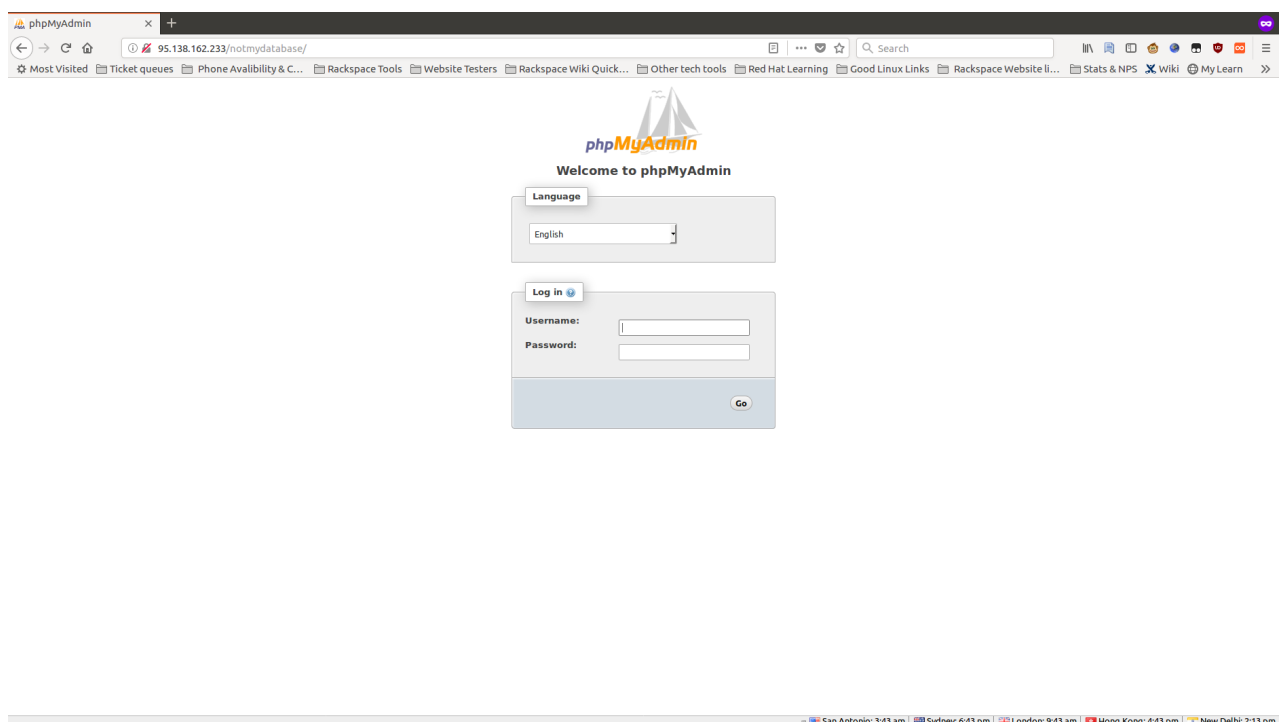 phpMyAdmin
95.138.162.233/notmydatabase/
Search
Most Visited Ticket queues Phone Avalibility & C... Rackspace Tools Website Testers Rackspace Wiki Quick... Other tech tools Red Hat Learning Good Linux Links Rackspace Website li... Stats & NPS Wiki My Learn
phpMyAdmin
Welcome to phpMyAdmin
Language
English
Log in
Username:
Password:
Go
San Antonio: 3:43 am Sydney: 6:43 pm London: 9:43 am Hong Kong: 4:43 pm New Delhi: 2:13 pm